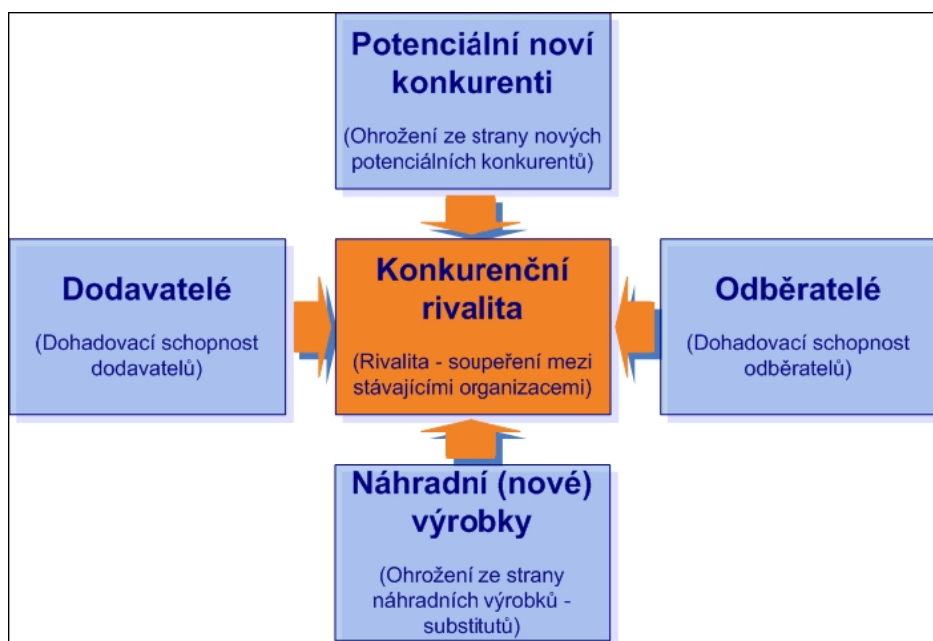 Potenciální noví
konkurenti
(Ohrožení ze strany nových
potenciálních konkurentů)
Dodavatelé
(Dohadovací schopnost
dodavatelů)
Konkurenční
rivalita
(Rivalita - soupeření mezi
stávajícími organizacemi)
Odběratelé
(Dohadovací schopnost
odběratelů)
Náhradní (nové)
výrobky
(Ohrožení ze strany
náhradních výrobků -
substitutů)